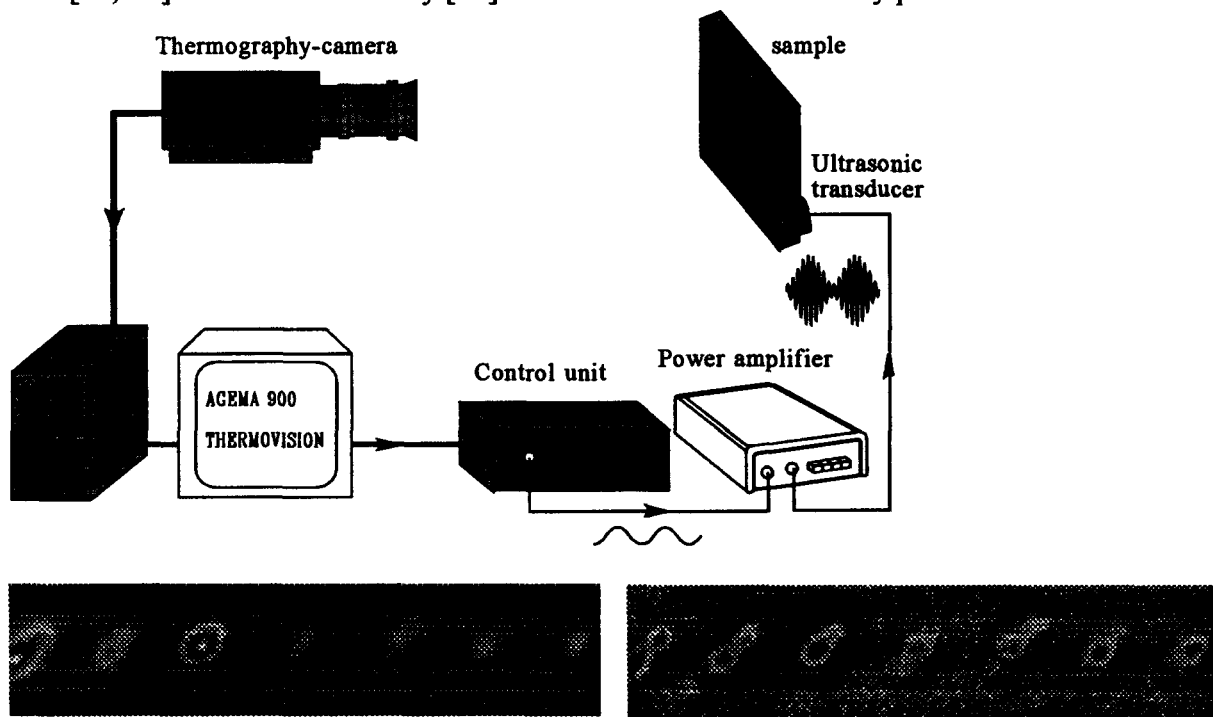 Thermography-camera
sample
Ultrasonic
transducer
AGEMA 900
THERMOVISION
Control unit
Power amplifier